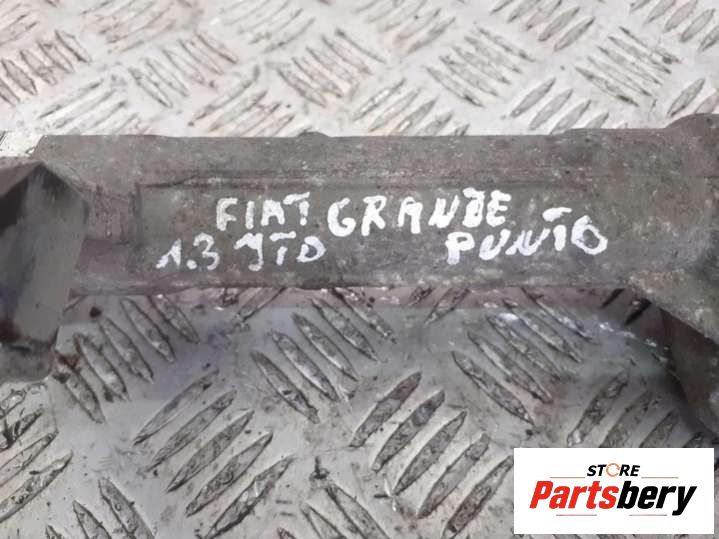 FIAT GRANDE
1.3 JTD PUNTO
STORE
Partsbery